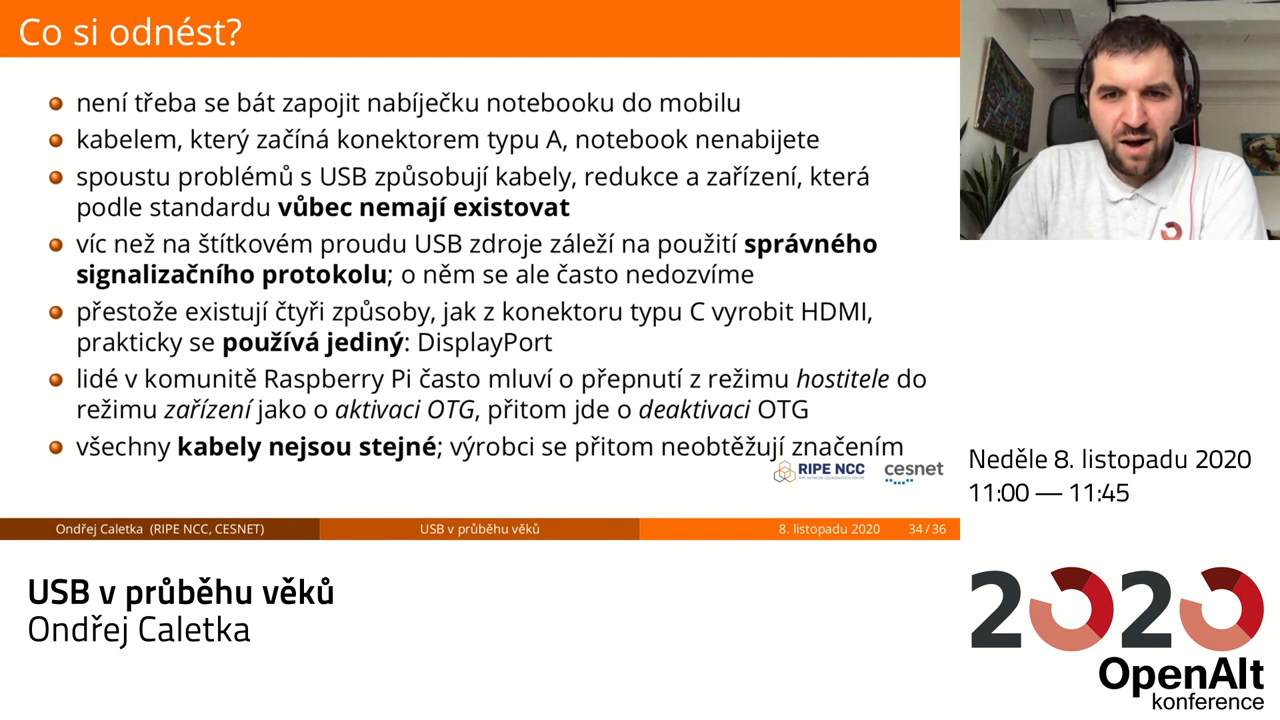 Co si odnést?
není třeba se bát zapojit nabíječku notebooku do mobilu
kabelem, který začíná konektorem typu A, notebook nenabijete
spoustu problémů s USB způsobují kabely, redukce a zařízení, která
podle standardu vůbec nemají existovat
víc než na štítkovém proudu USB zdroje záleží na použití správného
signalizačního protokolu; o něm se ale často nedozvíme
přestože existují čtyři způsoby, jak z konektoru typu C vyrobit HDMI,
prakticky se používá jediný: DisplayPort
lidé v komunitě Raspberry Pi často mluví o přepnutí z režimu hostitele do
režimu zařízení jako o aktivaci OTG, přitom jde o deaktivaci OTG
všechny kabely nejsou stejné; výrobci se přitom neobtěžují značením
RIPE NCC
RIPE NETWORK COORDINATION CENTRE
cesnet
Ondřej Caletka (RIPE NCC, CESNET)
USB v průběhu věků
8. listopadu 2020
34 / 36
Neděle 8. listopadu 2020
11:00 — 11:45
USB v průběhu věků
Ondřej Caletka
2020
OpenAlt
konference